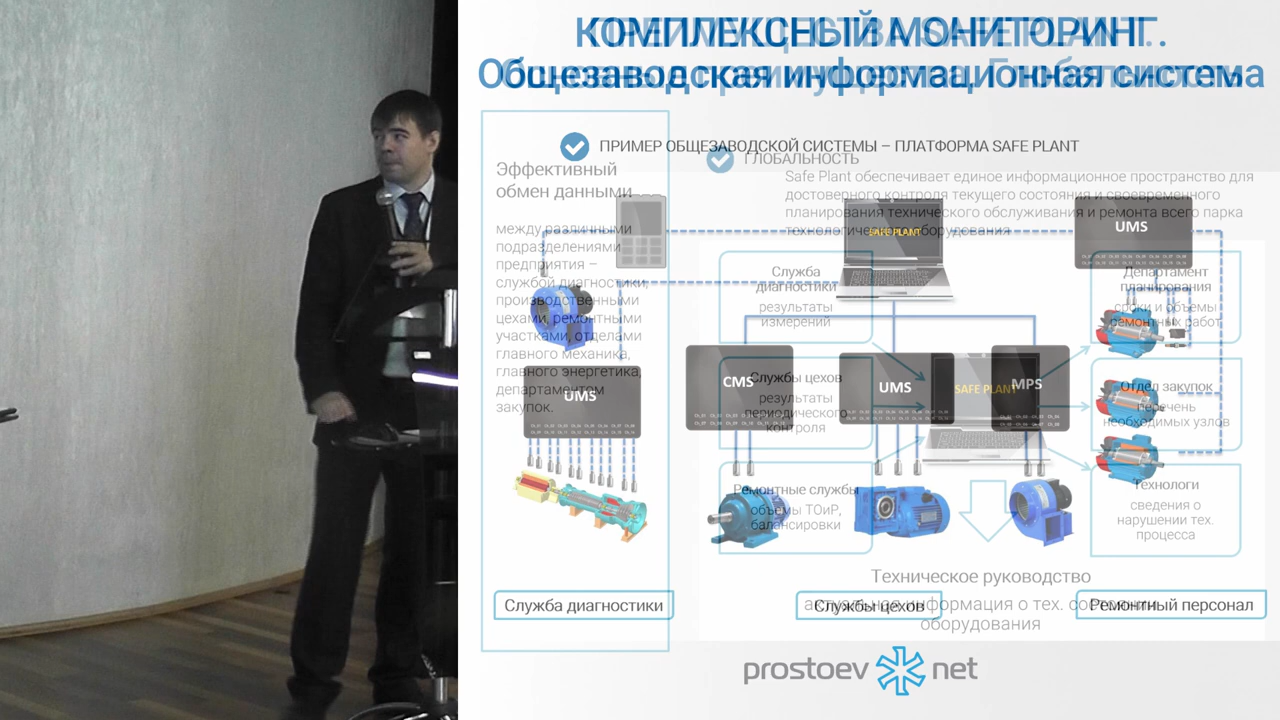 КОМПЛЕКСНЫЙ МОНИТОРИНГ.
Общезаводская информационная система
ПРИМЕР ОБЩЕЗАВОДСКОЙ СИСТЕМЫ – ПЛАТФОРМА SAFE PLANT
ГЛОБАЛЬНОСТЬ
Safe Plant обеспечивает единое информационное пространство для
достоверного контроля текущего состояния и своевременного
планирования технического обслуживания и ремонта всего парка
технологического оборудования
Эффективный
обмен данными
между различными
подразделениями
предприятия –
службой диагностики,
производственными
цехами, ремонтными
участками, отделами
главного механика,
главного энергетика,
департаментом
закупок.
SAFE PLANT
UMS
Служба
диагностики
результаты
измерений
Департамент
планирования
сроки и объемы
ремонтных работ
UMS
CMS
UMS
SAFE PLANT
MPS
Службы цехов
результаты
периодического
контроля
Отдел закупок
перечень
необходимых узлов
Ремонтные службы
объемы ТОиР,
балансировки
Технологи
сведения о
нарушении тех.
процесса
Техническое руководство
актуальная информация о тех. состоянии
оборудования
Служба диагностики
Службы цехов
Ремонтный персонал
prostoev net